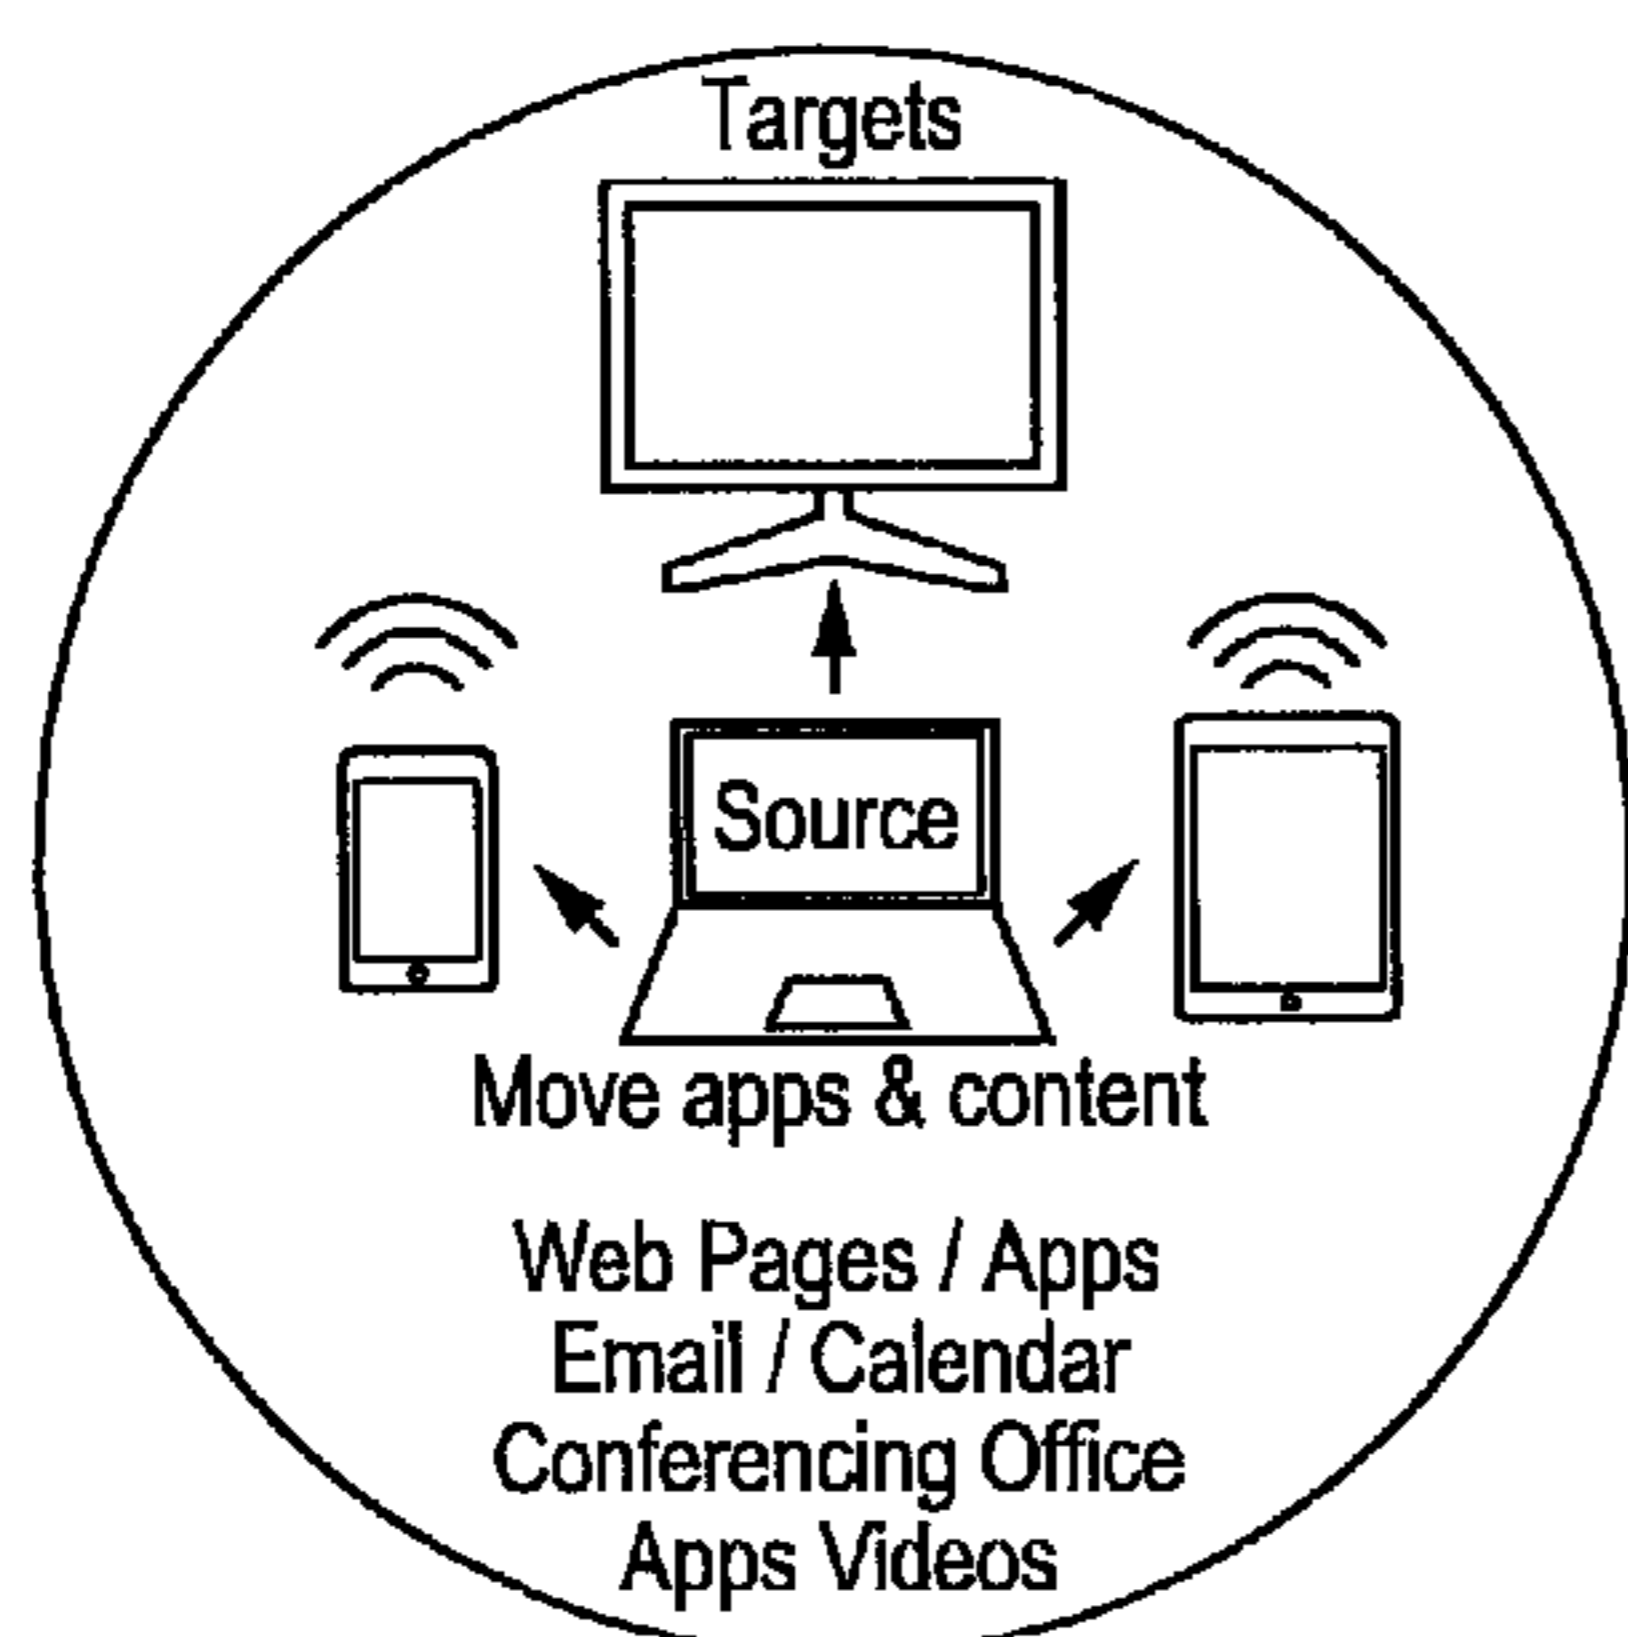 Targets
Source
Move apps & content
Web Pages / Apps
Email / Calendar
Conferencing Office
Apps Videos